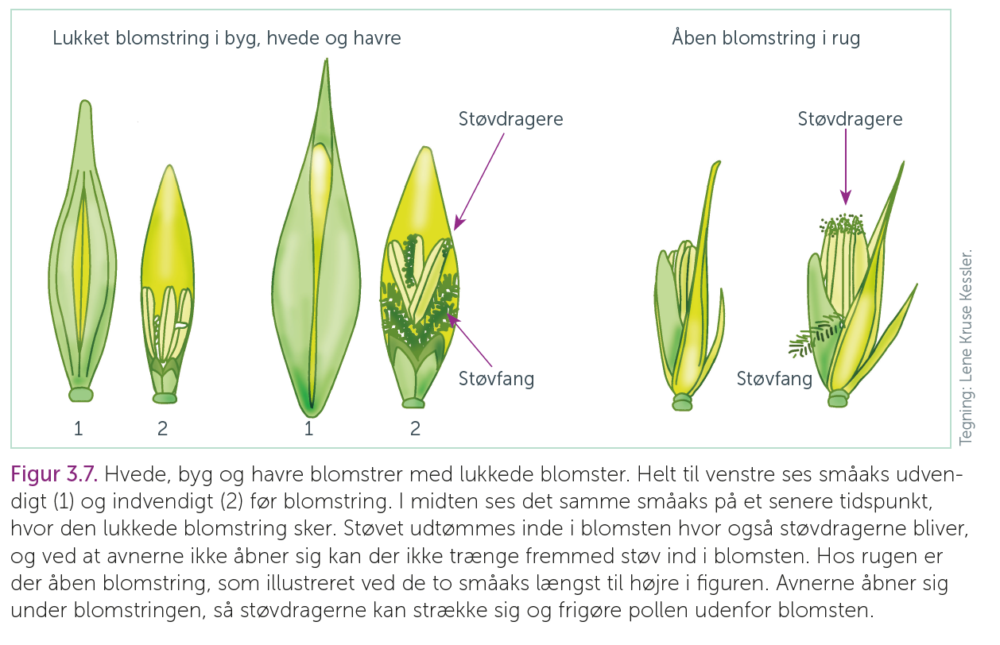 Lukket blomstring i byg, hvede og havre
Åben blomstring i rug
Støvdragere
Støvdragere
Støvfang
Støvfang
1
2
1
2
Tegning: Lene Kruse Kessler.
Figur 3.7. Hvede, byg og havre blomstrer med lukkede blomster. Helt til venstre ses småaks udven-
digt (1) og indvendigt (2) før blomstring. I midten ses det samme småaks på et senere tidspunkt,
hvor den lukkede blomstring sker. Støvet udtømmes inde i blomsten hvor også støvdragerne bliver,
og ved at avnerne ikke åbner sig kan der ikke trænge fremmed støv ind i blomsten. Hos rugen er
der åben blomstring, som illustreret ved de to småaks længst til højre i figuren. Avnerne åbner sig
under blomstringen, så støvdragerne kan strække sig og frigøre pollen udenfor blomsten.